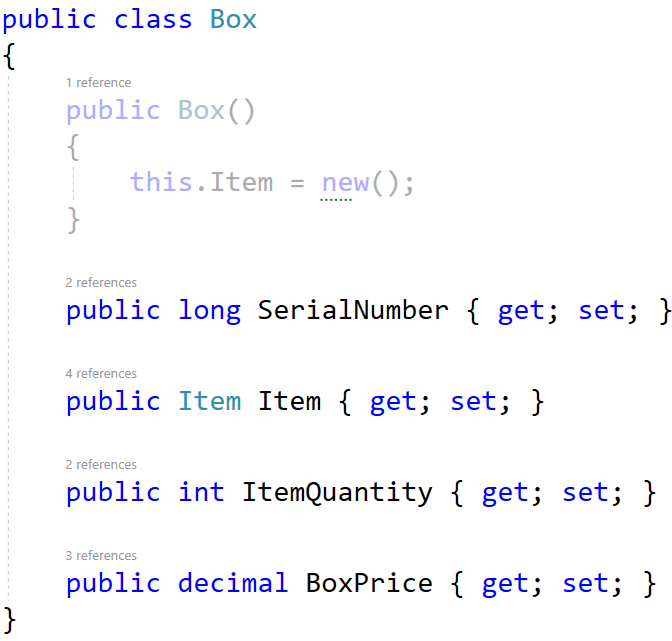 public class Box
{
1 reference
public Box()
{
this.Item = new();
}
2 references
public long SerialNumber { get; set; }
4 references
public Item Item { get; set; }
2 references
public int ItemQuantity { get; set; }
3 references
public decimal BoxPrice { get; set; }
}